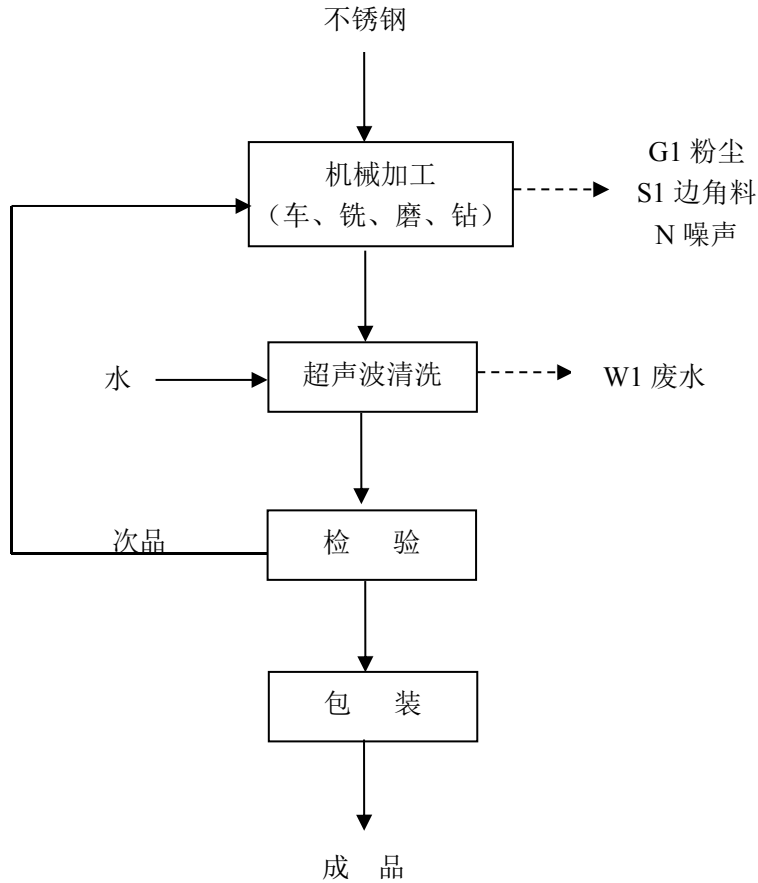 不锈钢
机械加工
（车、铣、磨、钻）
G1 粉尘
S1 边角料
N 噪声
水
超声波清洗
W1 废水
次品
检 验
包 装
成 品